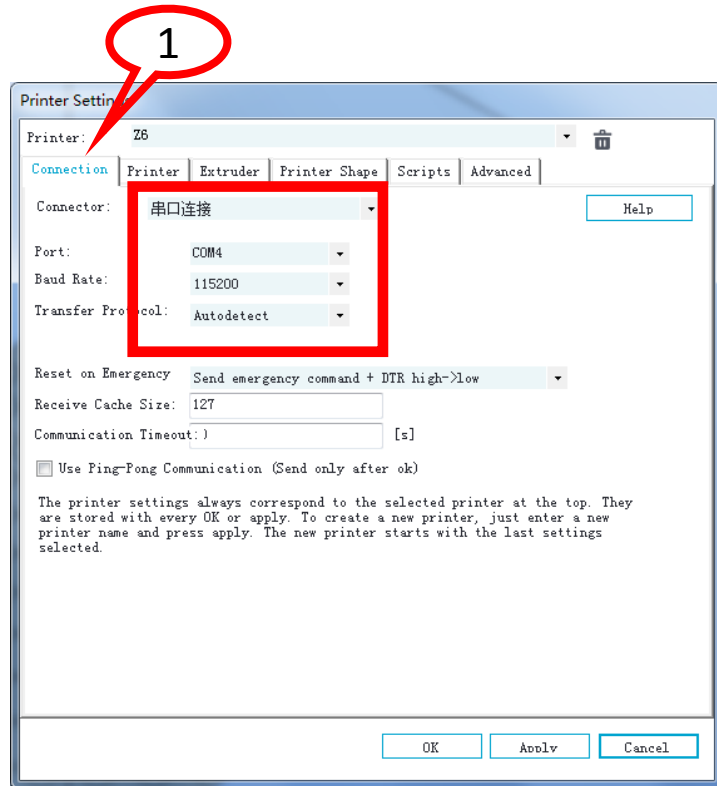 1
Printer Settin
Printer: Z6
Connection Printer Extruder Printer Shape Scripts Advanced
Connector: 串口连接 Help
Port: COM4
Baud Rate: 115200
Transfer Protocol: Autodetect
Reset on Emergency Send emergency command + DTR high->low
Receive Cache Size: 127
Communication Timeout:) [s]
Use Ping-Pong Communication (Send only after ok)
The printer settings always correspond to the selected printer at the top. They
are stored with every OK or apply. To create a new printer, just enter a new
printer name and press apply. The new printer starts with the last settings
selected.
OK Apply Cancel